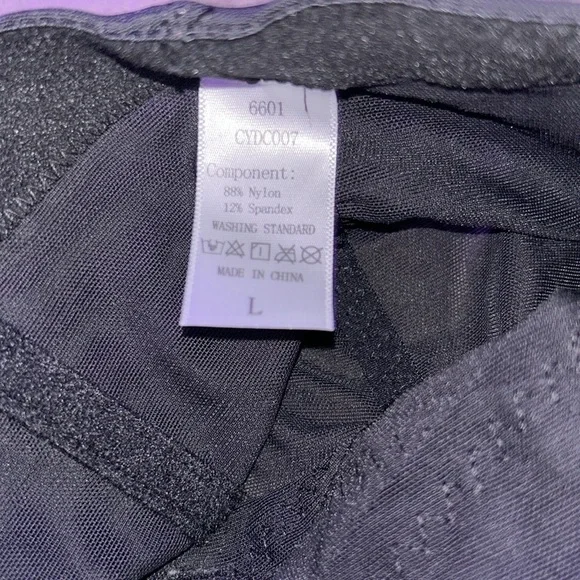 6601
CYDC007
Component:
88% Nylon
12% Spandex
WASHING STANDARD
MADE IN CHINA
L